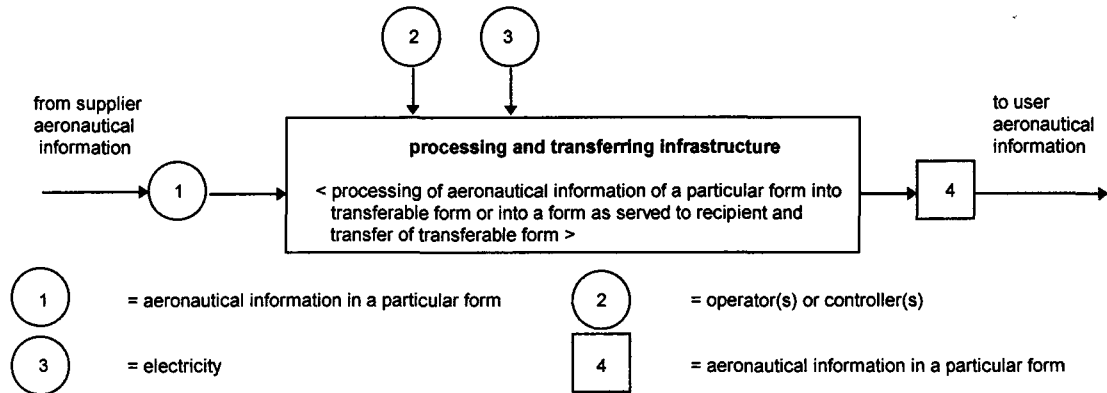 2
3
from supplier
aeronautical
information
to user
aeronautical
information
processing and transferring infrastructure
1
< processing of aeronautical information of a particular form into
transferable form or into a form as served to recipient and
transfer of transferable form >
4
1 = aeronautical information in a particular form
2 = operator(s) or controller(s)
3 = electricity
4 = aeronautical information in a particular form